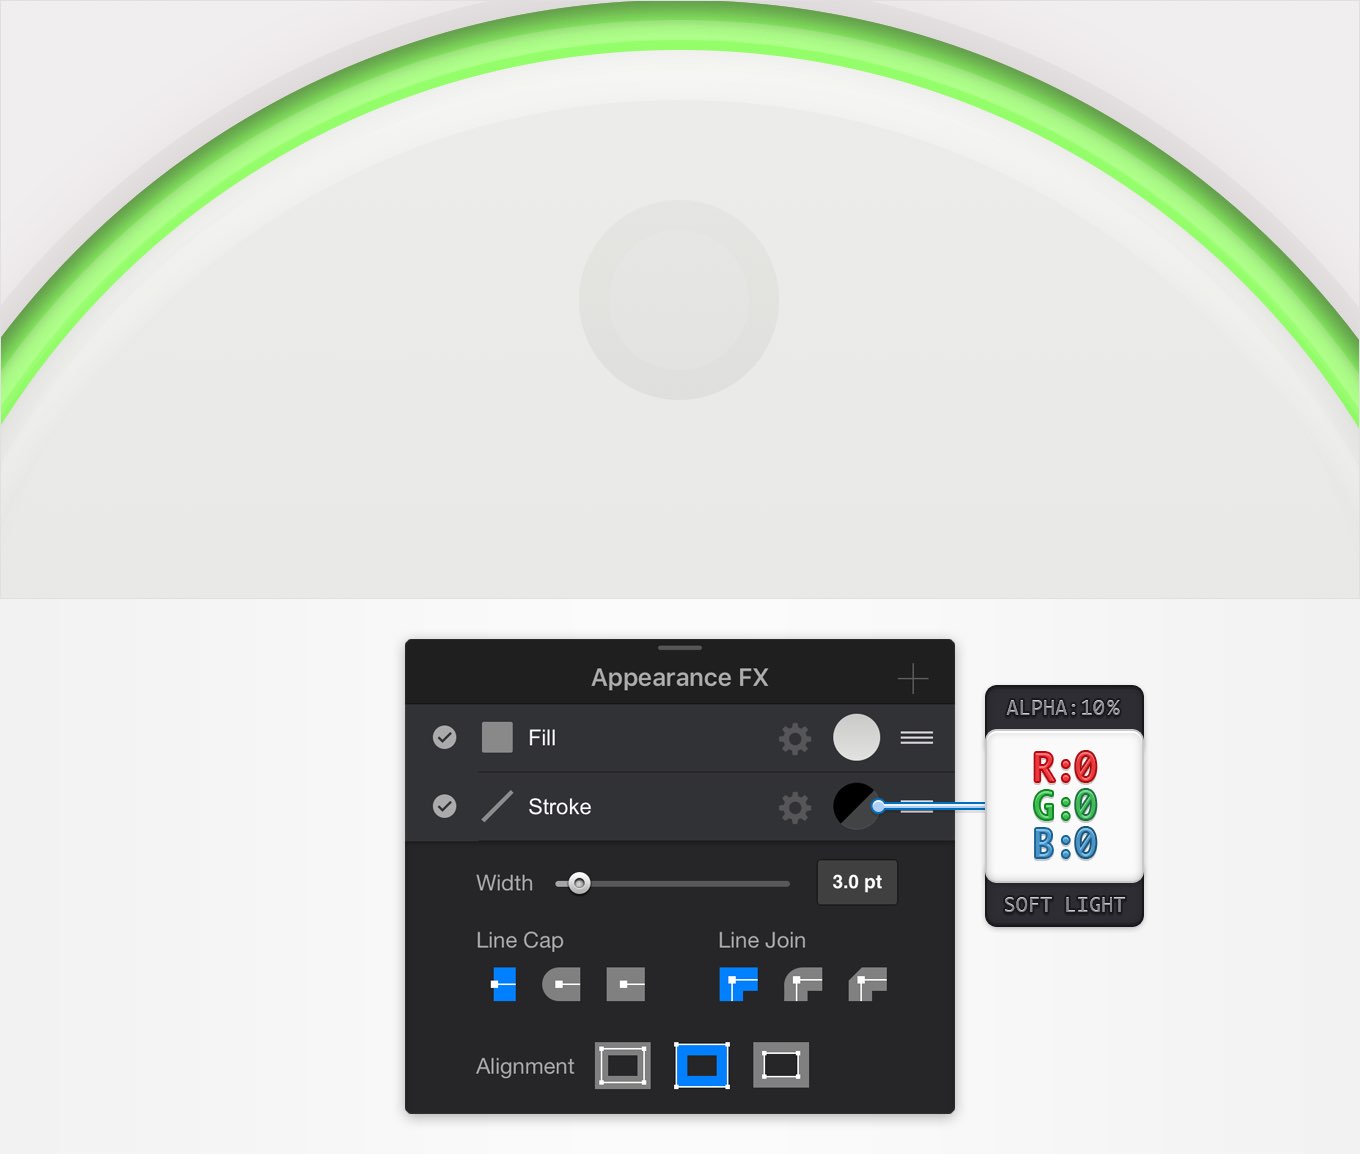 Appearance FX
Fill
Stroke
Width
3.0 pt
Line Cap
Line Join
Alignment
ALPHA:10%
R:0
G:0
B:0
SOFT LIGHT